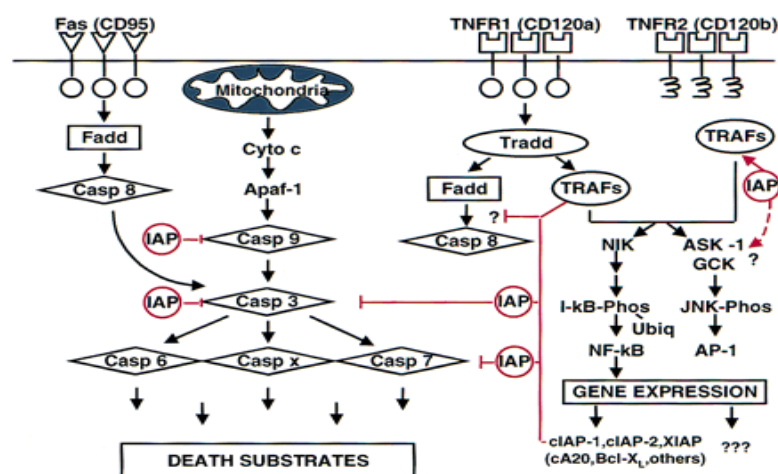 Fas (CD95)
TNFR1 (CD120a)
TNFR2 (CD120b)
Mitochondria
Fadd
Cyto c
Tradd
TRAFs
Casp 8
Apaf-1
Fadd
TRAFs
IAP
?
IAP
Casp 9
Casp 8
NIK
ASK -1
GCK
?
IAP
Casp 3
IAP
I-kB-Phos
Ubiq
JNK-Phos
Casp 6
Casp x
Casp 7
IAP
NF-kB
AP-1
GENE EXPRESSION
DEATH SUBSTRATES
cIAP-1,cIAP-2,XIAP
(cA20,Bcl-XL,others)
???